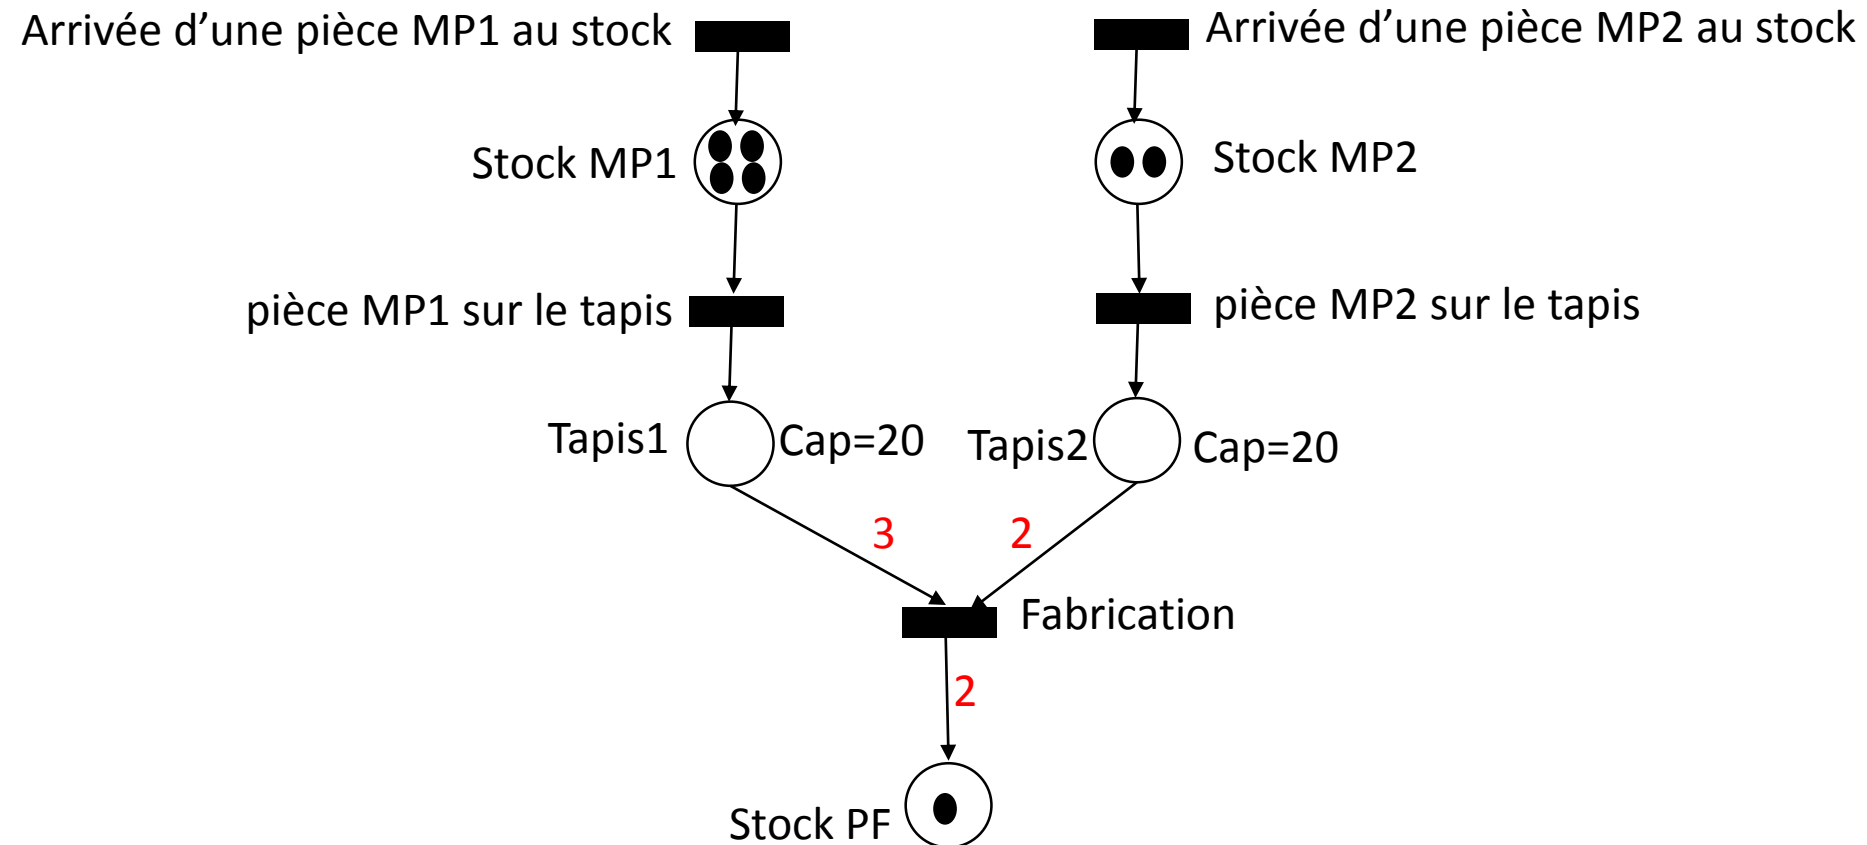 Arrivée d’une pièce MP1 au stock
Arrivée d’une pièce MP2 au stock
Stock MP1
Stock MP2
pièce MP1 sur le tapis
pièce MP2 sur le tapis
Tapis1
Cap=20
Tapis2
Cap=20
3
2
Fabrication
2
Stock PF